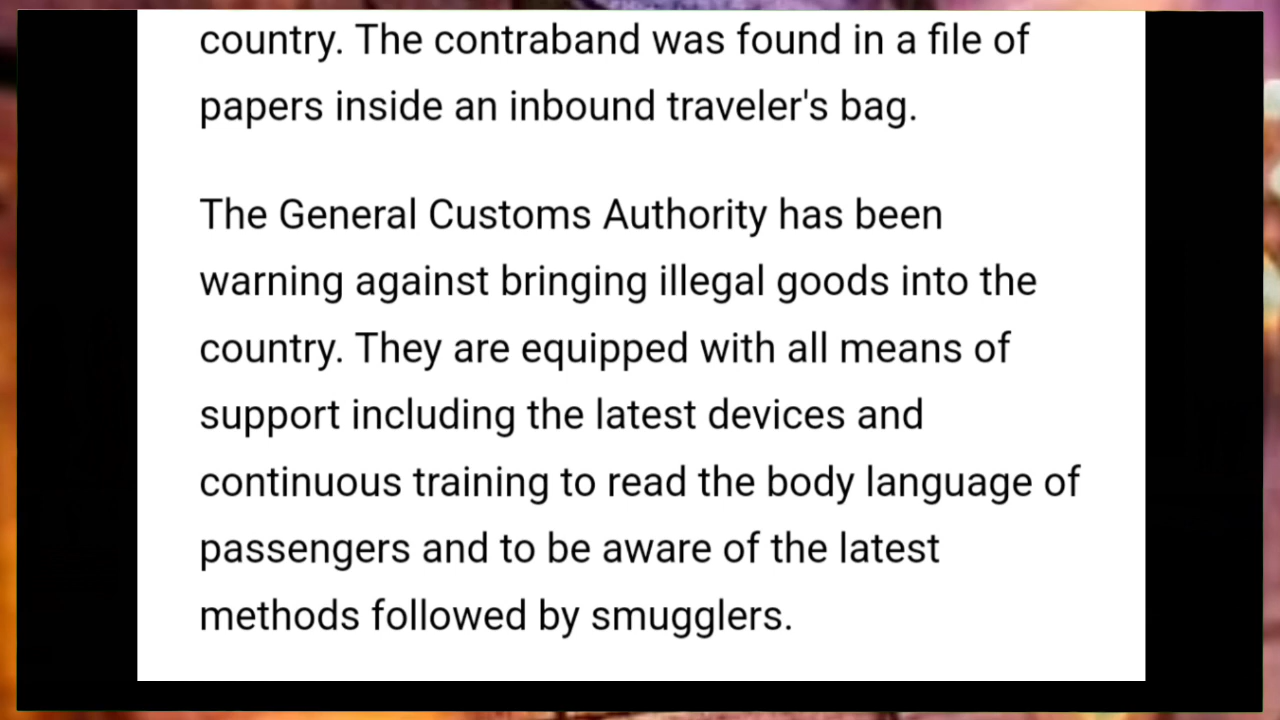 country. The contraband was found in a file of
papers inside an inbound traveler's bag.
The General Customs Authority has been
warning against bringing illegal goods into the
country. They are equipped with all means of
support including the latest devices and
continuous training to read the body language of
passengers and to be aware of the latest
methods followed by smugglers.